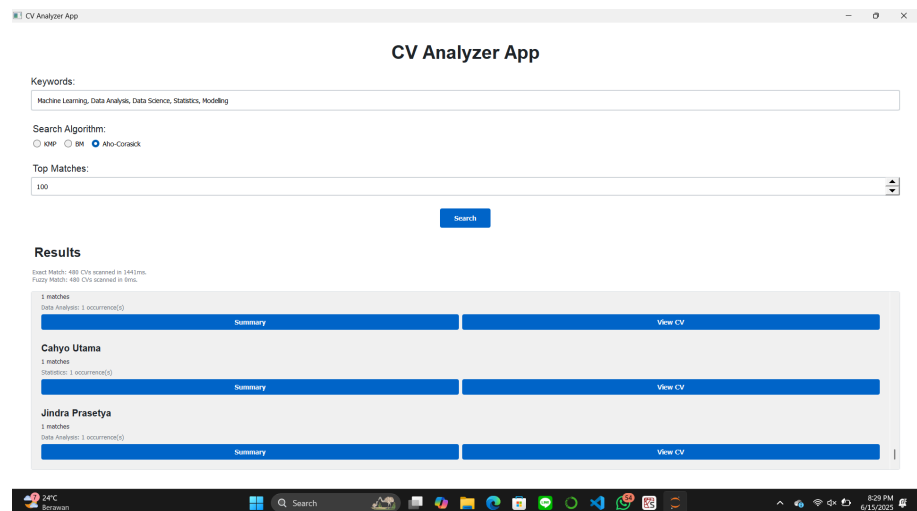 CV Analyzer App
CV Analyzer App
Keywords:
Machine Learning, Data Analysis, Data Science, Statistics, Modelling
Search Algorithm:
KMP BM Aho-Corasick
Top Matches:
100
Search
Results
Exact Match: 480 CVs scanned in 1441ms.
Fuzzy Match: 480 CVs scanned in 0ms.
1 matches
Data Analysis: 1 occurrence(s)
Summary View CV
Cahyo Utama
1 matches
Statistics: 1 occurrence(s)
Summary View CV
Jindra Prasetya
1 matches
Data Analysis: 1 occurrence(s)
Summary View CV
24°C
Berawan
Search
54
8:29 PM
6/15/2025